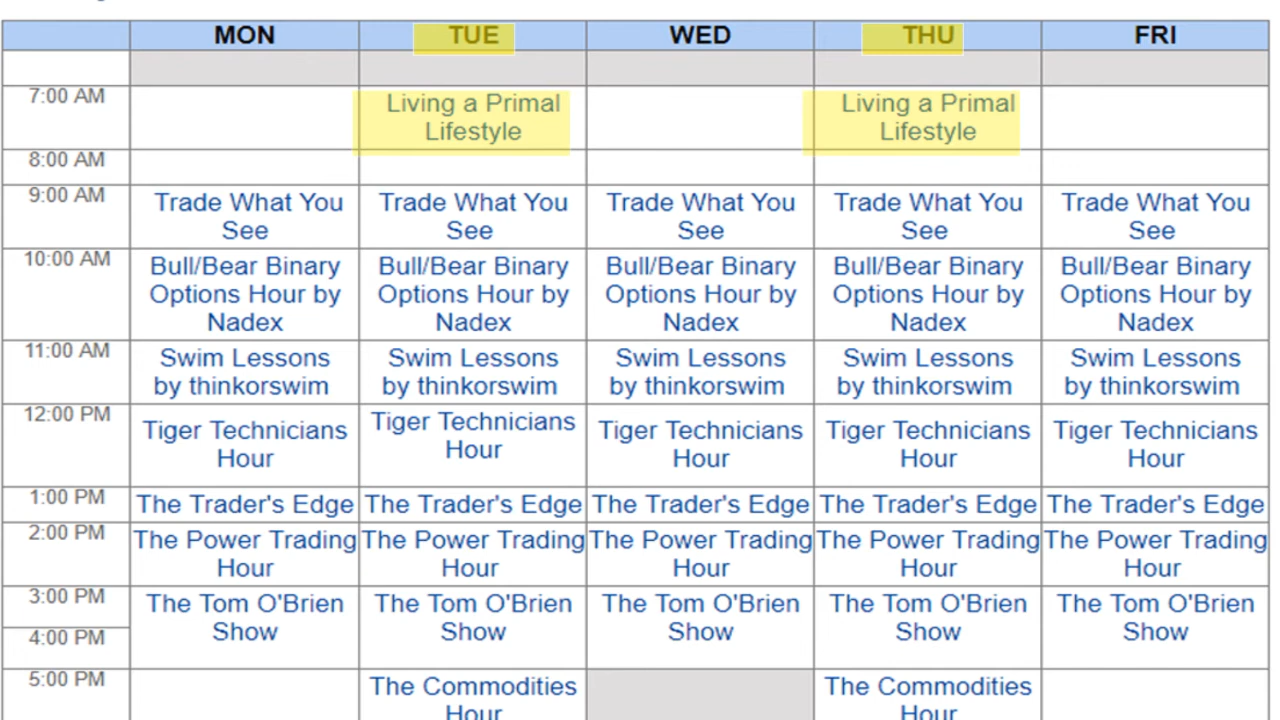 MON TUE WED THU FRI
7:00 AM
Living a Primal Living a Primal
Lifestyle Lifestyle
8:00 AM
9:00 AM
Trade What You Trade What You Trade What You Trade What You Trade What You
See See See See See
10:00 AM
Bull/Bear Binary Bull/Bear Binary Bull/Bear Binary Bull/Bear Binary Bull/Bear Binary
Options Hour by Options Hour by Options Hour by Options Hour by Options Hour by
Nadex Nadex Nadex Nadex Nadex
11:00 AM
Swim Lessons Swim Lessons Swim Lessons Swim Lessons Swim Lessons
by thinkorswim by thinkorswim by thinkorswim by thinkorswim by thinkorswim
12:00 PM
Tiger Technicians Tiger Technicians Tiger Technicians Tiger Technicians Tiger Technicians
Hour Hour Hour Hour Hour
1:00 PM The Trader's Edge The Trader's Edge The Trader's Edge The Trader's Edge The Trader's Edge
2:00 PM
The Power Trading The Power Trading The Power Trading The Power Trading The Power Trading
Hour Hour Hour Hour Hour
3:00 PM
The Tom O'Brien The Tom O'Brien The Tom O'Brien The Tom O'Brien The Tom O'Brien
Show Show Show Show Show
4:00 PM
5:00 PM
The Commodities The Commodities
Hour Hour